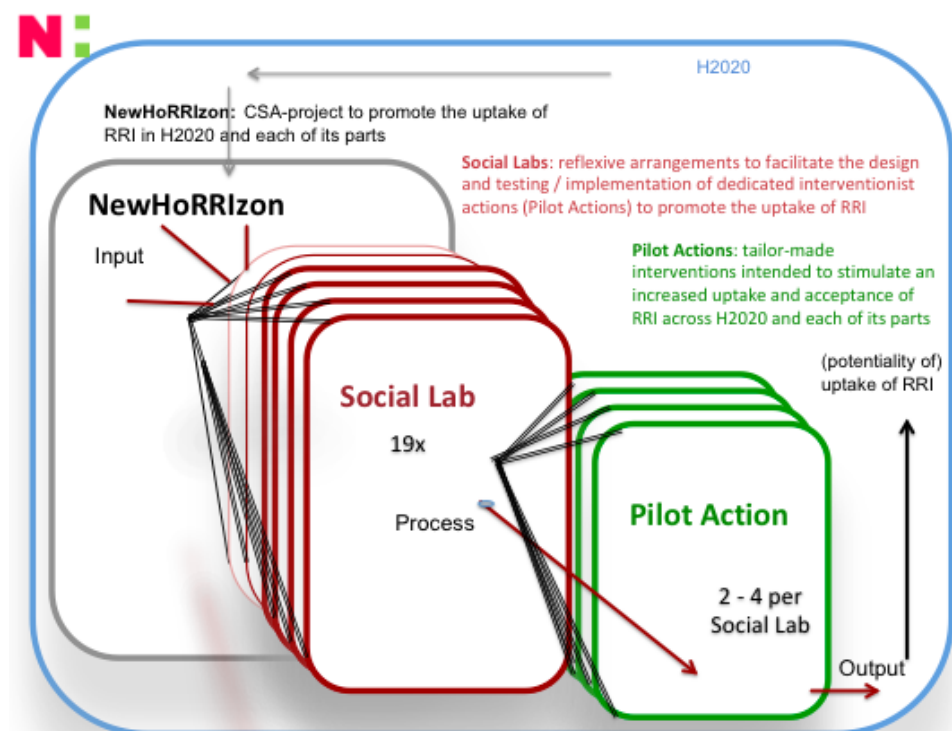 N:
H2020
NewHoRRIzon: CSA-project to promote the uptake of
RRI in H2020 and each of its parts
Social Labs: reflexive arrangements to facilitate the design
and testing / implementation of dedicated interventionist
actions (Pilot Actions) to promote the uptake of RRI
NewHoRRIzon
Input
Pilot Actions: tailor-made
interventions intended to stimulate an
increased uptake and acceptance of
RRI across H2020 and each of its parts
(potentiality of)
uptake of RRI
Social Lab
19x
Process
Pilot Action
2 - 4 per
Social Lab
Output